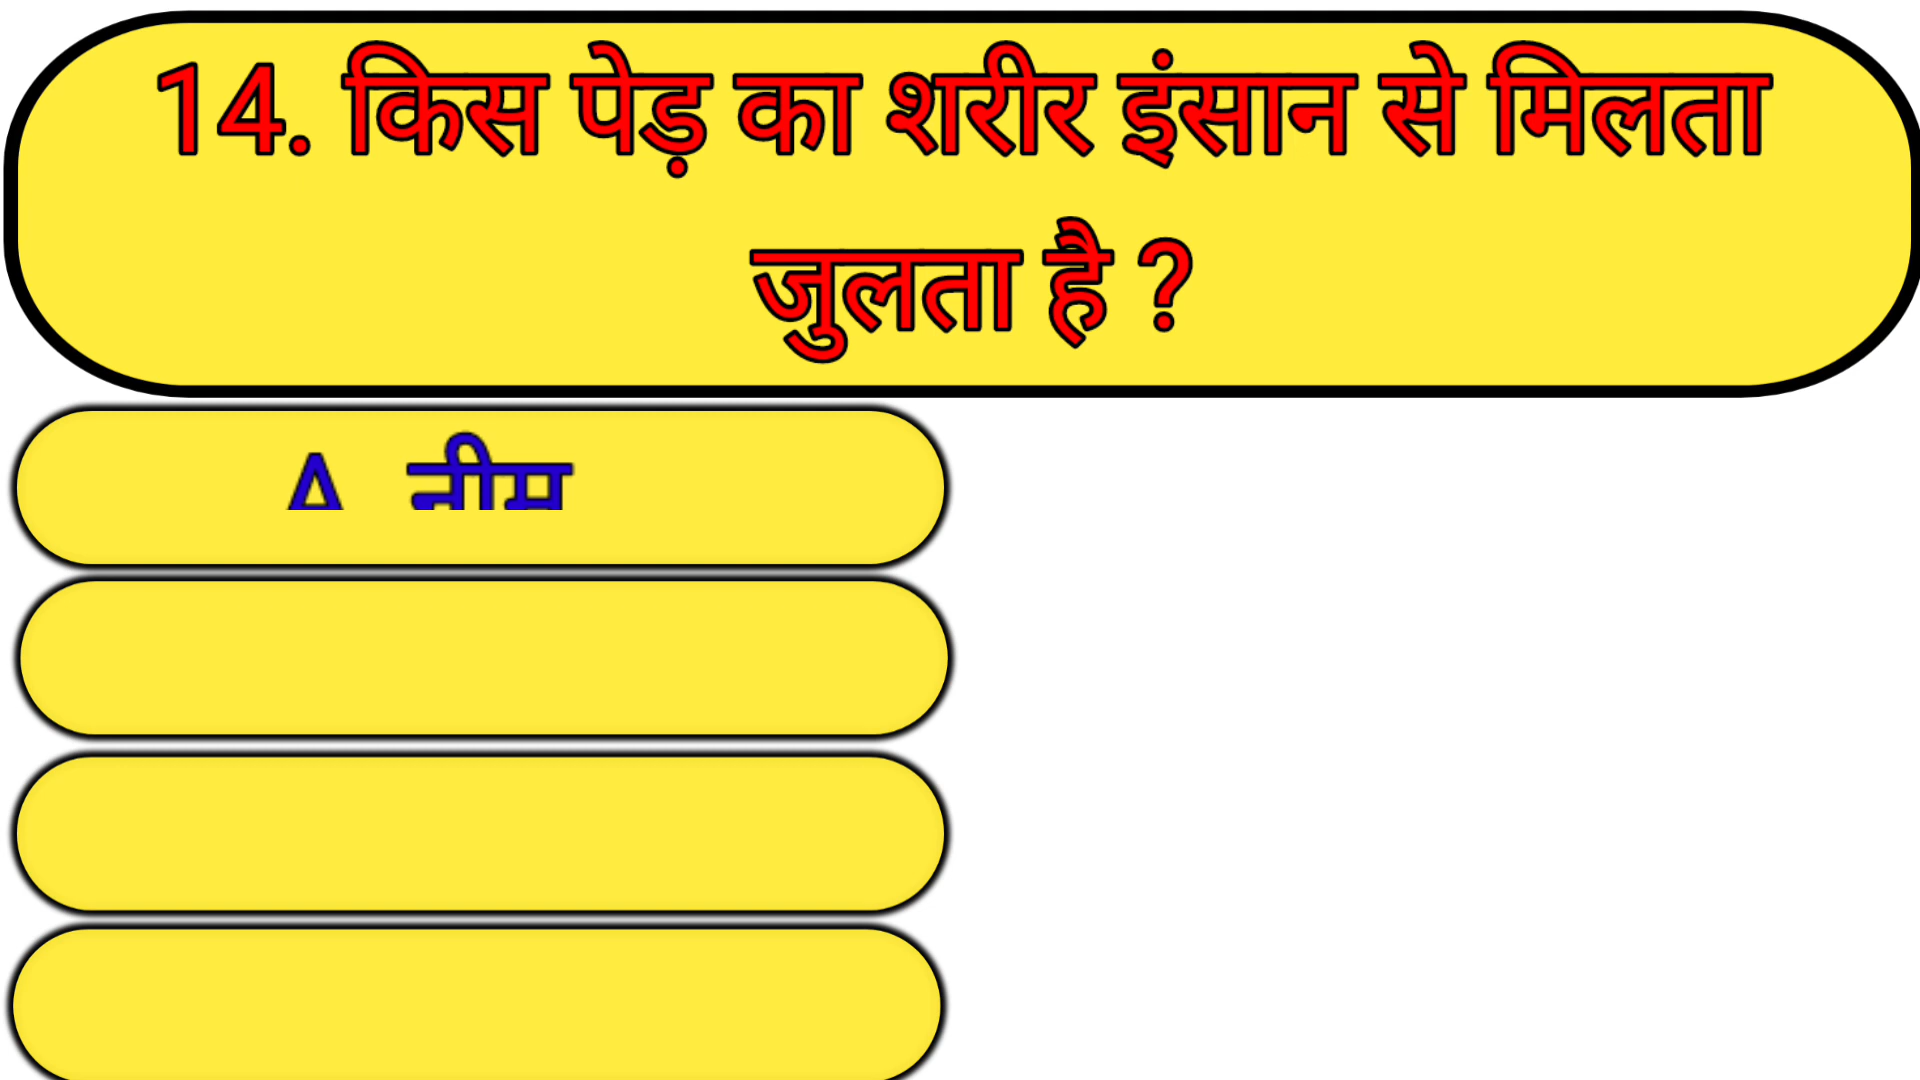 14. किस पेड़ का शरीर इंसान से मिलता
जुलता है ?
A नीम